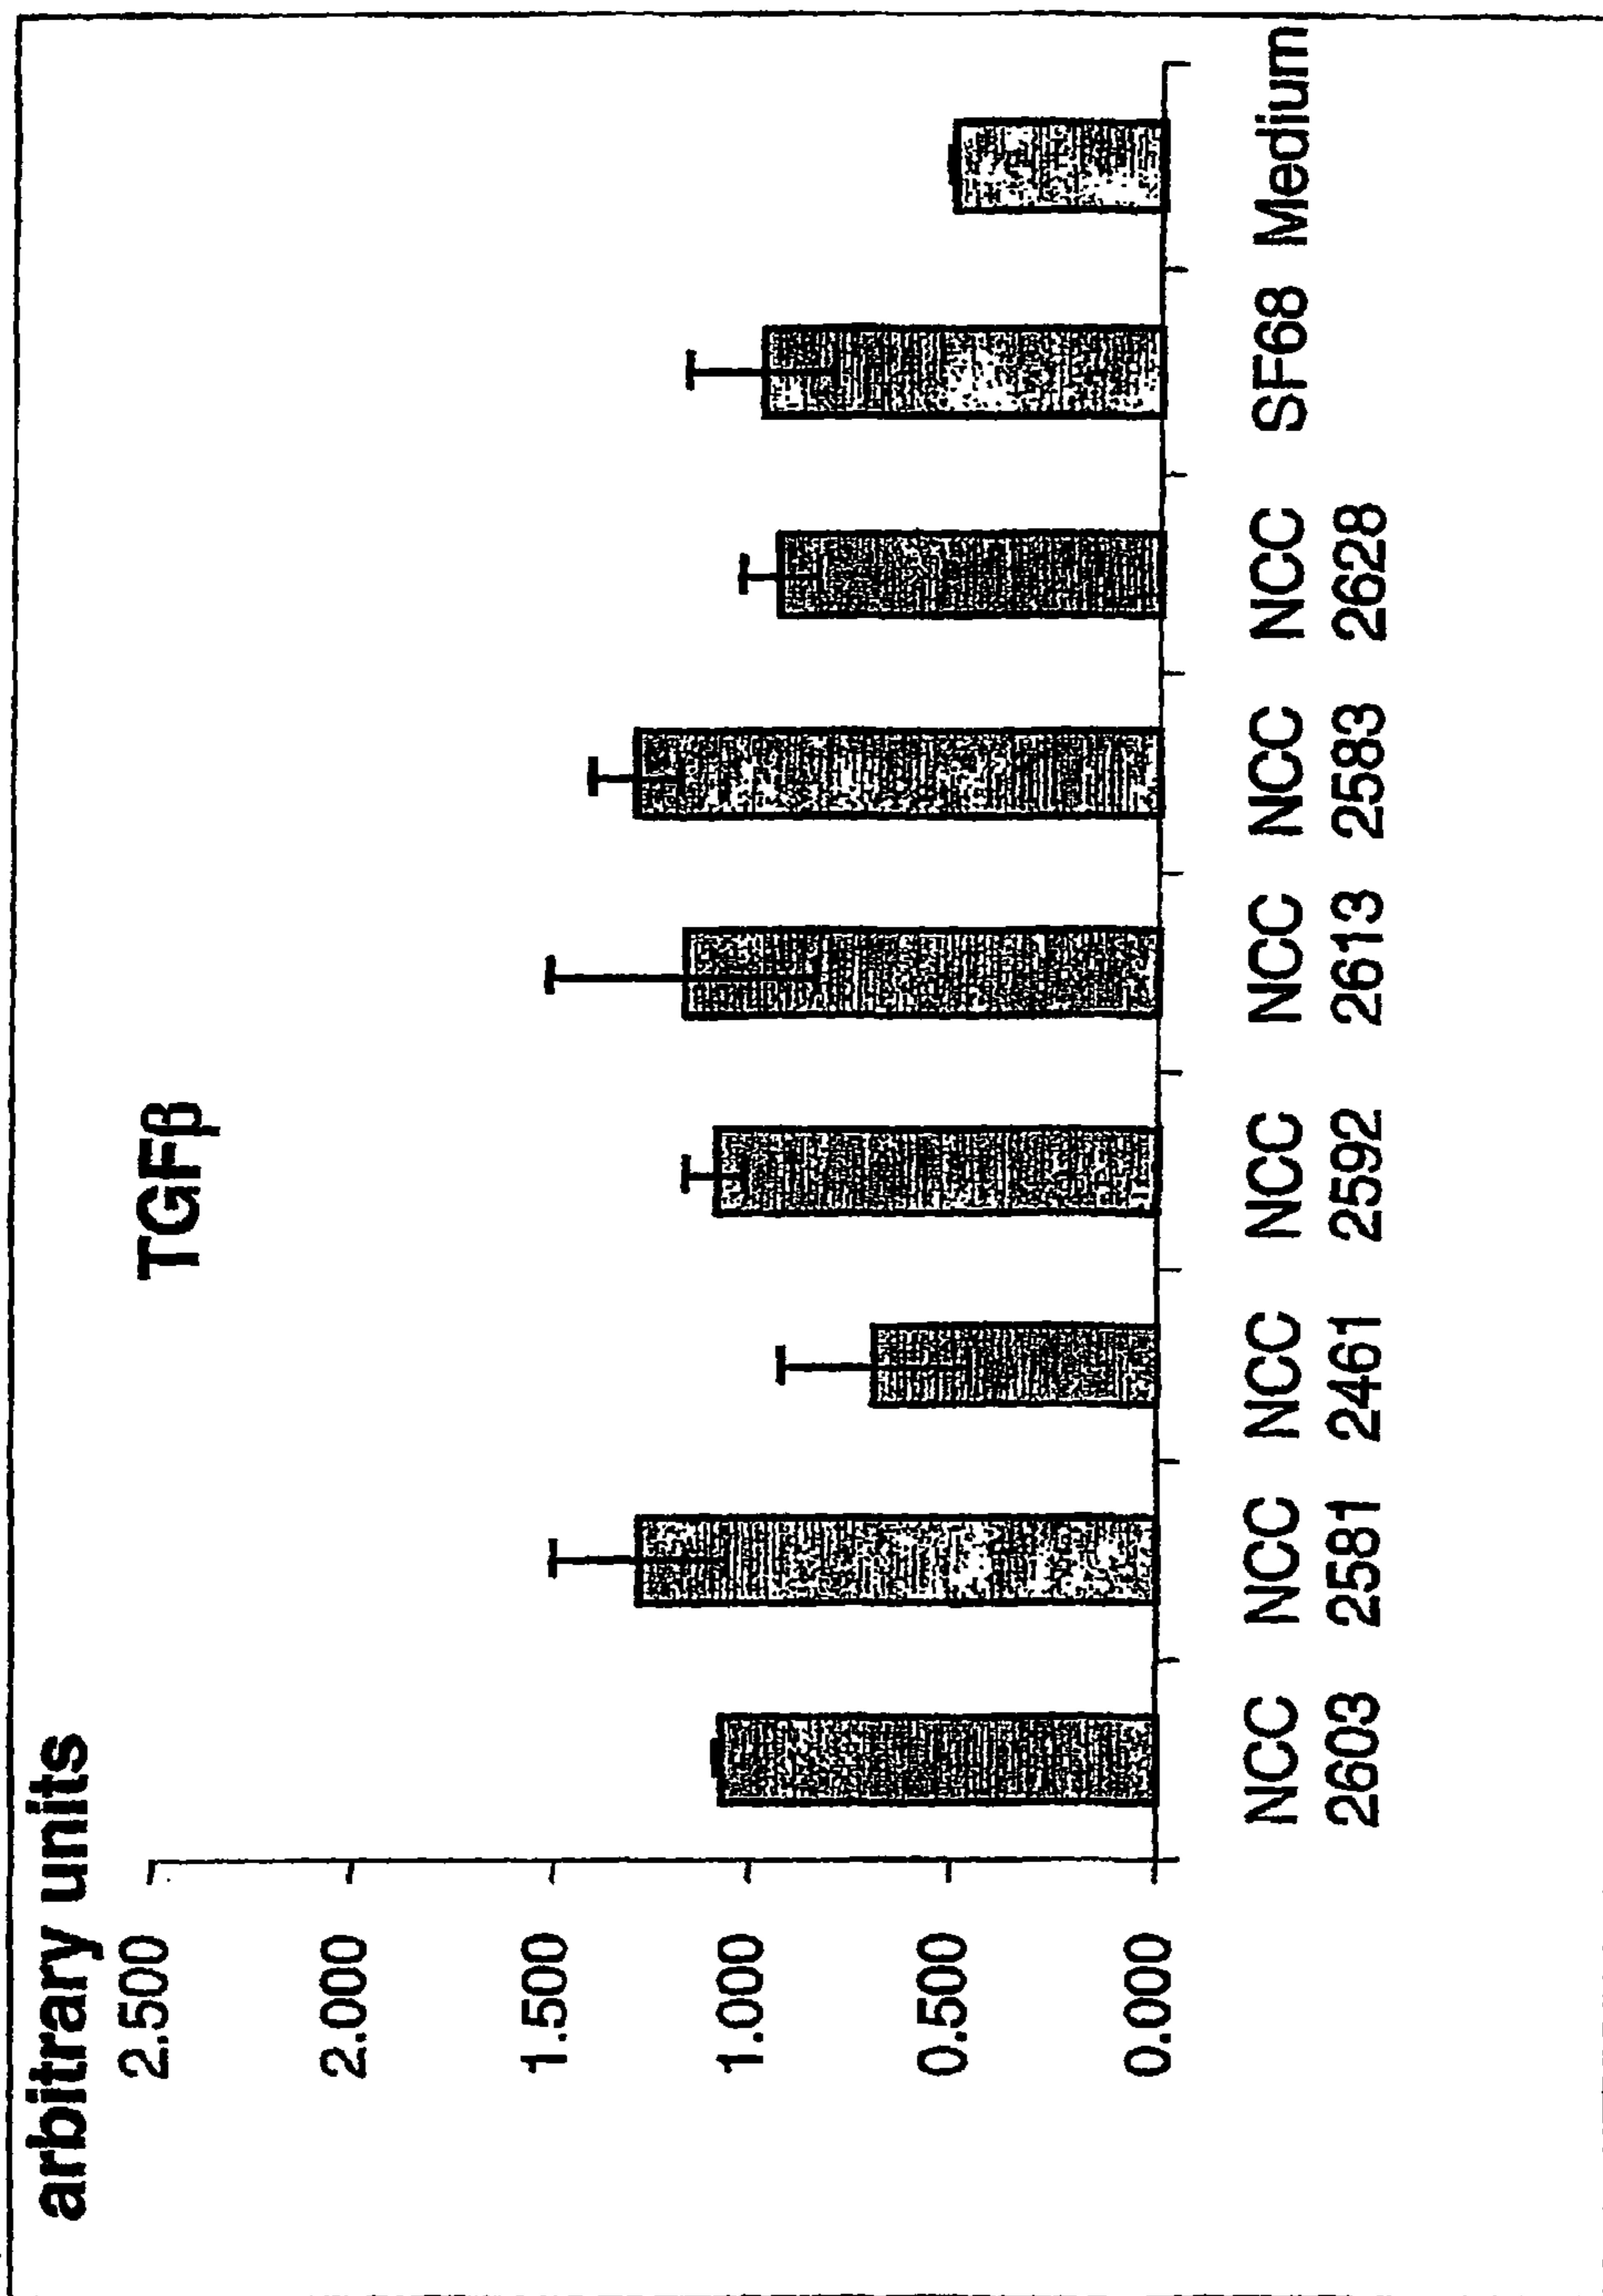 arbitrary units
TGFβ
2.500
2.000
1.500
1.000
0.500
0.000
NCC NCC NCC NCC NCC NCC NCC SF68 Medium
2603 2581 2461 2592 2613 2583 2628